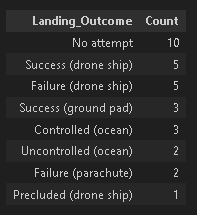 Landing_Outcome Count
No attempt 10
Success (drone ship) 5
Failure (drone ship) 5
Success (ground pad) 3
Controlled (ocean) 3
Uncontrolled (ocean) 2
Failure (parachute) 2
Precluded (drone ship) 1